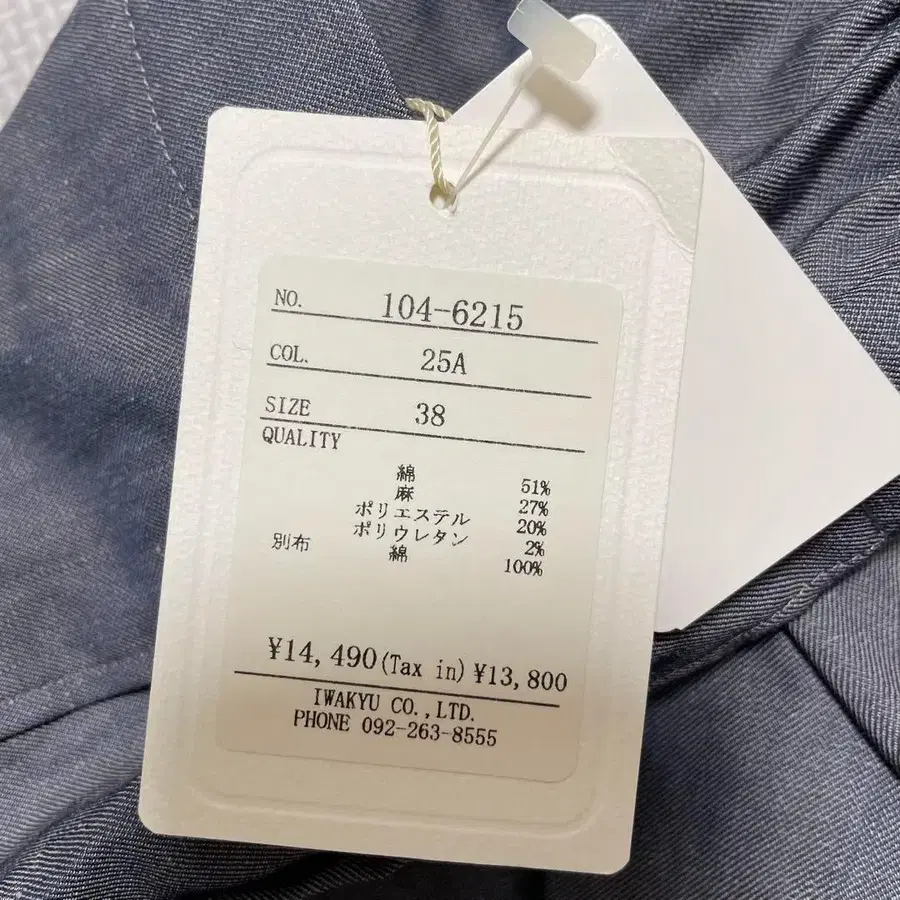 NO. 104-6215
COL. 25A
SIZE 38
QUALITY
綿 51%
麻 27%
ポリエステル 20%
ポリウレタン 2%
別布 綿 100%
¥14,490(Tax in) ¥13,800
IWAKYU CO.,LTD.
PHONE 092-263-8555